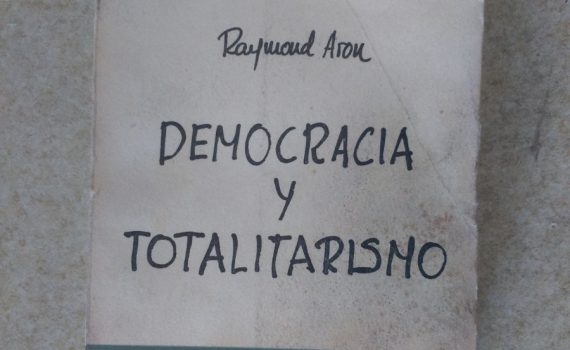 Raymond Aron
DEMOCRACIA
Y
TOTALITARISMO